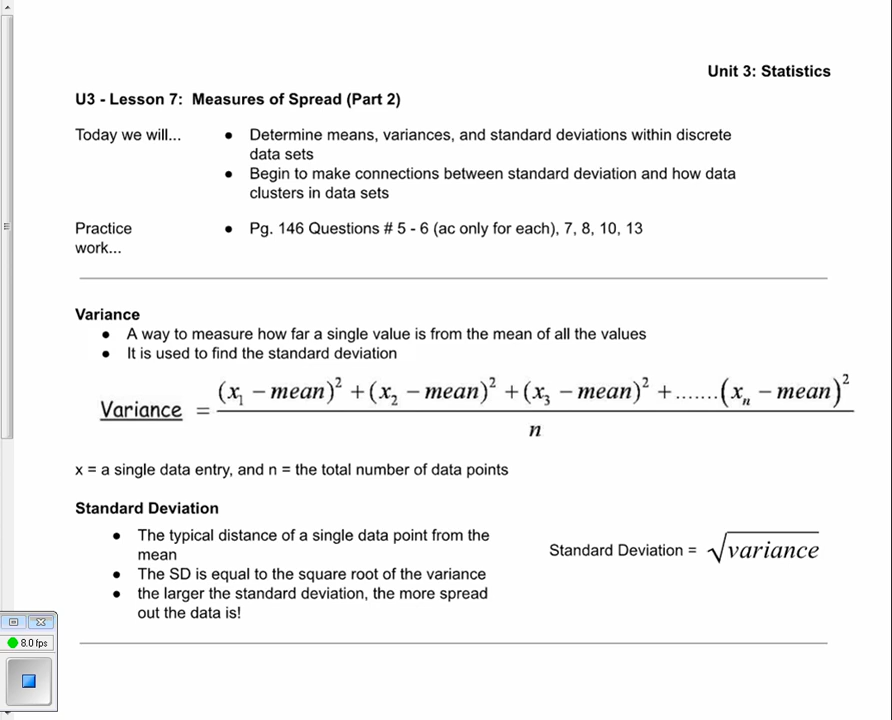 Unit 3: Statistics
U3 - Lesson 7: Measures of Spread (Part 2)
Today we will... ● Determine means, variances, and standard deviations within discrete
data sets
● Begin to make connections between standard deviation and how data
clusters in data sets
Practice ● Pg. 146 Questions # 5 - 6 (ac only for each), 7, 8, 10, 13
work...
Variance
● A way to measure how far a single value is from the mean of all the values
● It is used to find the standard deviation
Variance = (x₁ − mean)² + (x₂ − mean)² + (x₃ − mean)² + .......(xₙ − mean)²
n
x = a single data entry, and n = the total number of data points
Standard Deviation
● The typical distance of a single data point from the
mean
Standard Deviation = √variance
● The SD is equal to the square root of the variance
● the larger the standard deviation, the more spread
out the data is!
8.0 fps